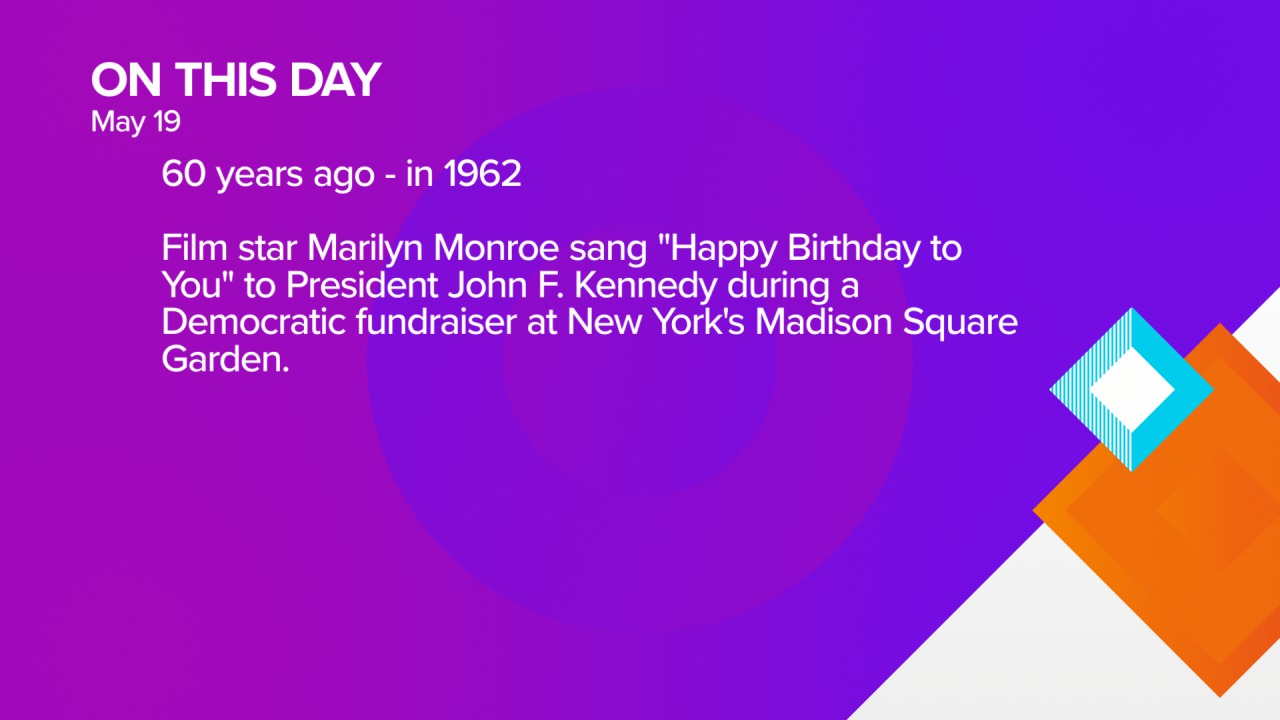 ON THIS DAY
May 19
60 years ago - in 1962
Film star Marilyn Monroe sang "Happy Birthday to
You" to President John F. Kennedy during a
Democratic fundraiser at New York's Madison Square
Garden.